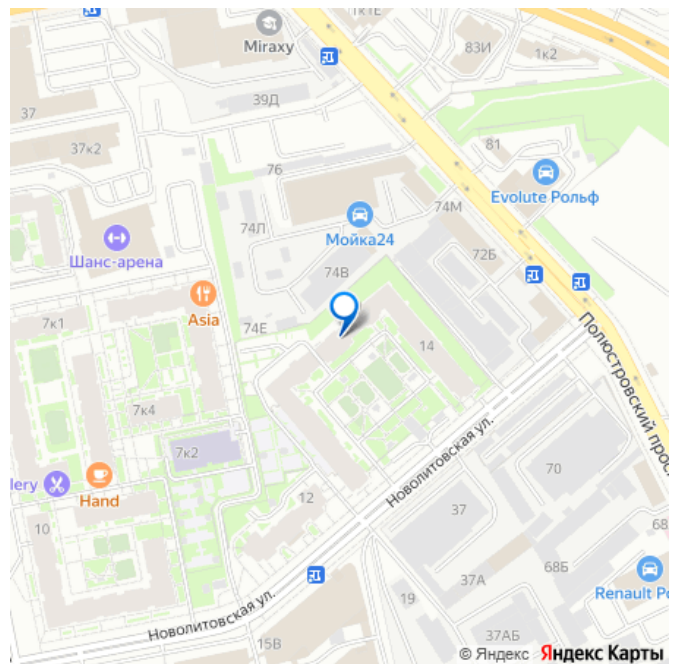 1к1Е
Miraxy
83И
1к2
39Д
37
37к2
81
76
Evolute Рольф
74М
74Л
Мойка24
72Б
Шанс-арена
74В
Asia
7к1
74Е
14
Полюстровский прос
7к4
7к2
Новолитовская ул.
70
lery
Hand
12
37
10
68
68Б
37А
19
Renault Ро
Новолитовская ул.
15В
37АБ
© Яндекс Яндекс Карты